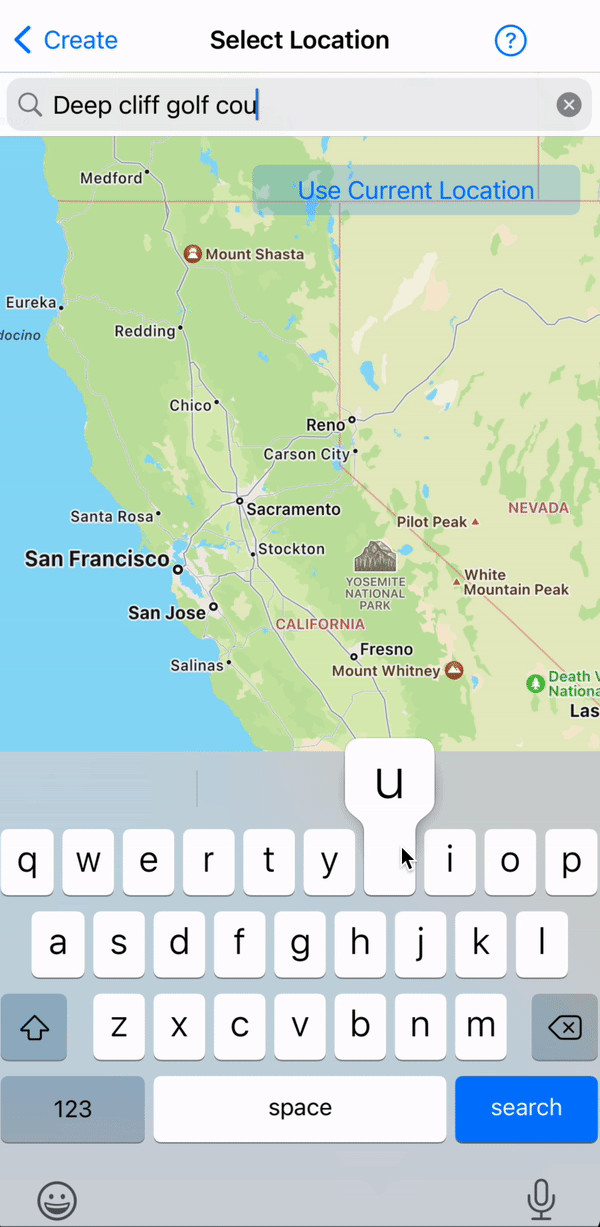 Create
Select Location
?
Deep cliff golf cou
Use Current Location
Medford
Mount Shasta
Eureka
docino
Redding
Chico
Reno
Carson City
Sacramento
Santa Rosa
NEVADA
Pilot Peak
San Francisco
Stockton
YOSEMITE
NATIONAL
PARK
White
Mountain Peak
San Jose
CALIFORNIA
Fresno
Salinas
Mount Whitney
Death V
Nationa
Las
u
q w e r t y i o p
a s d f g h j k l
z x c v b n m
123 space search